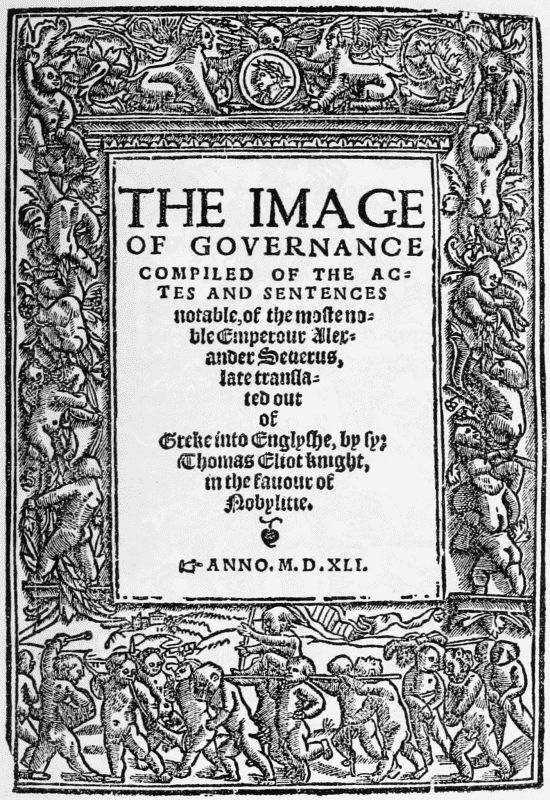 THE IMAGE
OF GOVERNANCE
COMPILED OF THE AC=
TES AND SENTENCES
notable, of the moste no=
ble Emperour Alex=
ander Seuerus,
late transla=
ted out
of
Greke into Englyshe, by syr
Thomas Eliot knight,
in the fauour of
Nobylitie.
☞ ANNO. M. D. XLI.